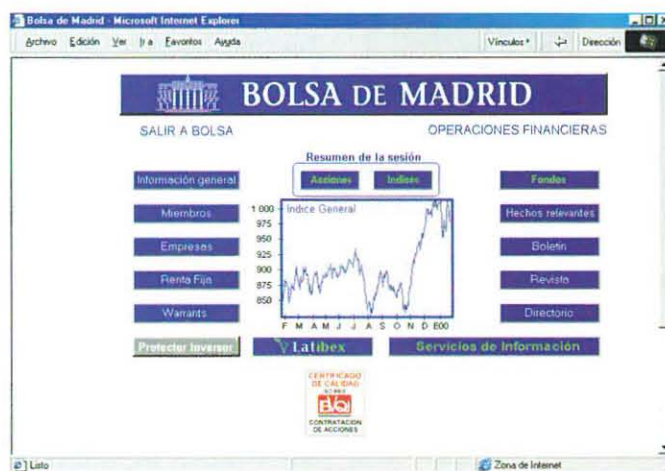 Bolsa de Madrid - Microsoft Internet Explorer
Archivo Edición Ver Ir a Favoritos Ayuda Vínculos Dirección
BOLSA DE MADRID
SALIR A BOLSA OPERACIONES FINANCIERAS
Resumen de la sesión
Información general Acciones Indices Fondos
Miembros Hechos relevantes
Empresas Boletín
Renta Fija Revista
Warrants Directorio
Indice General
1 000
975
950
925
900
875
850
F M A M J J A S O N D E00
Protector Inversor Latibex Servicios de Información
CERTIFICADO
DE CALIDAD
BVQI
CONTRATACIÓN
DE ACCIONES
Listo Zona de Internet